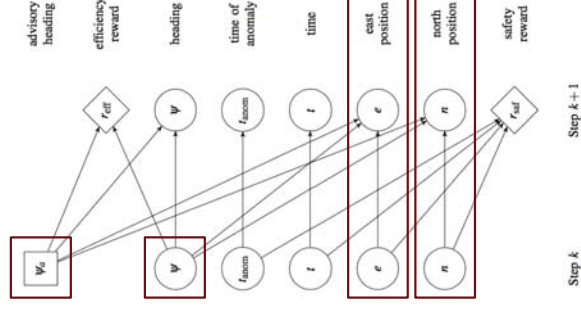 advisory
heading
efficiency
reward
heading
time of
anomaly
time
east
position
north
position
safety
reward
r_eff
ψ
t_anom
t
e
n
r_saf
Step k + 1
ψ_a
ψ
t_anom
t
e
n
Step k